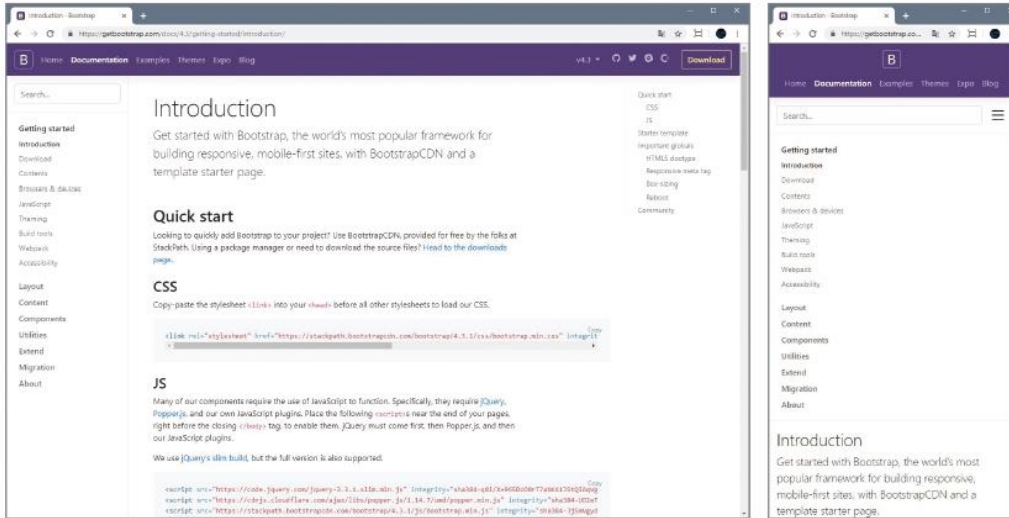 Introduction · Bootstrap
https://getbootstrap.com/docs/4.3/getting-started/introduction/
B
Home Documentation Examples Themes Expo Blog
v4.3
Download
Search...
Getting started
Introduction
Download
Contents
Browsers & devices
JavaScript
Theming
Build tools
Webpack
Accessibility
Layout
Content
Components
Utilities
Extend
Migration
About
Introduction
Get started with Bootstrap, the world's most popular framework for
building responsive, mobile-first sites, with BootstrapCDN and a
template starter page.
Quick start
Looking to quickly add Bootstrap to your project? Use BootstrapCDN, provided for free by the folks at
StackPath. Using a package manager or need to download the source files? Head to the downloads
page.
CSS
Copy-paste the stylesheet <link> into your <head> before all other stylesheets to load our CSS.
Copy
<link rel="stylesheet" href="https://stackpath.bootstrapcdn.com/bootstrap/4.3.1/css/bootstrap.min.css" integrit
JS
Many of our components require the use of JavaScript to function. Specifically, they require jQuery,
Popper.js, and our own JavaScript plugins. Place the following <script>s near the end of your pages,
right before the closing </body> tag, to enable them. jQuery must come first, then Popper.js, and then
our JavaScript plugins.
We use jQuery's slim build, but the full version is also supported.
Copy
<script src="https://code.jquery.com/jquery-3.3.1.slim.min.js"
<script src="https://cdnjs.cloudflare.com/ajax/libs/popper.js/1.14.7/umd/popper.min.js"
<script src="https://stackpath.bootstrapcdn.com/bootstrap/4.3.1/js/bootstrap.min.js"
Quick start
CSS
JS
Starter template
Important globals
HTML5 doctype
Responsive meta tag
Box-sizing
Reboot
Community
Introduction · Bootstrap
https://getbootstrap.co...
B
Home Documentation Examples Themes Expo Blog
Search...
Getting started
Introduction
Download
Contents
Browsers & devices
JavaScript
Theming
Build tools
Webpack
Accessibility
Layout
Content
Components
Utilities
Extend
Migration
About
Introduction
Get started with Bootstrap, the world's most
popular framework for building responsive,
mobile-first sites, with BootstrapCDN and a
template starter page.